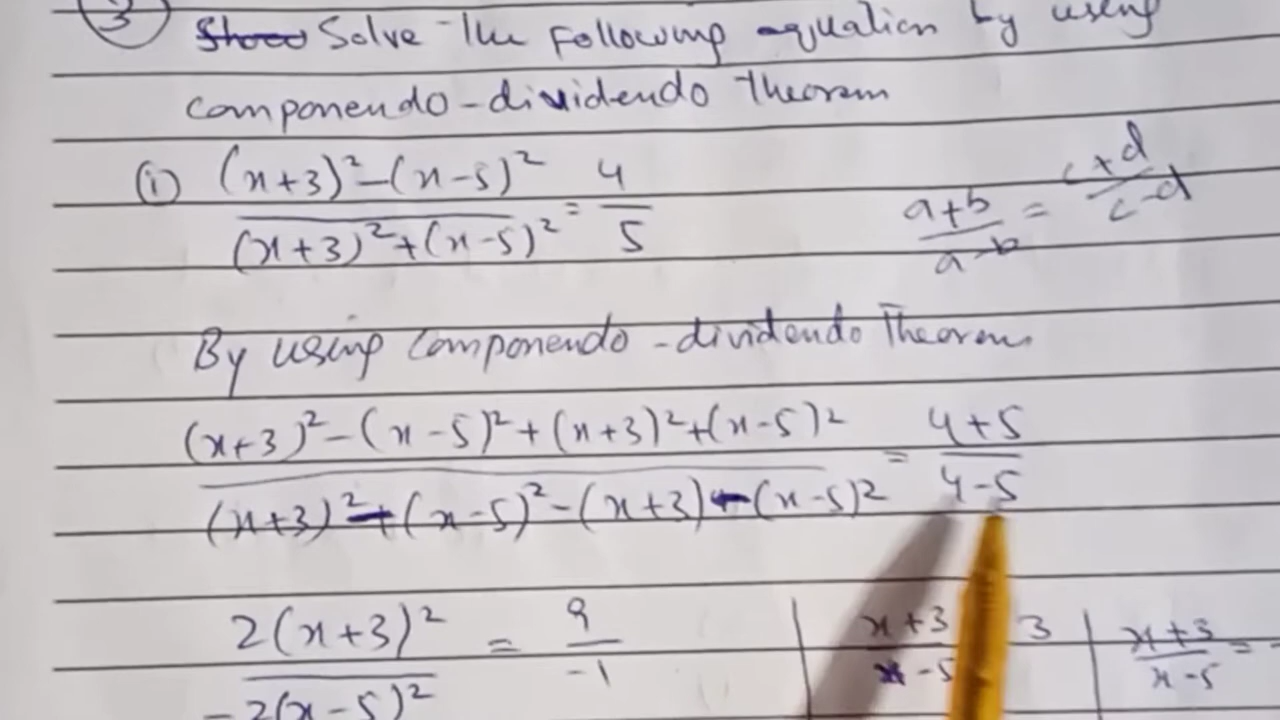 3 Solve the following equation by using
componendo-dividendo theorem
(i) (x+3)²-(x-5)² / (x+3)²+(x-5)² = 4/5
a+b / a-b = c+d / c-d
By using componendo-dividendo Theorem
(x+3)²-(x-5)²+(x+3)²+(x-5)² / (x+3)²-(x-5)²-(x+3)-(x-5)² = 4+5 / 4-5
2(x+3)² / -2(x-5)² = 9 / -1
x+3 / x-5 3
x+3 / x-5 = -